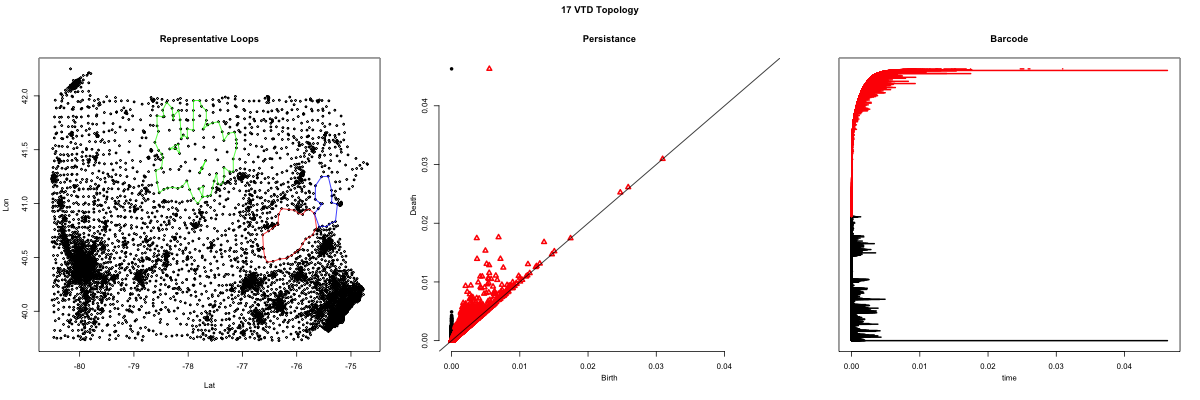 17 VTD Topology
Representative Loops
Lon
42.0
41.5
41.0
40.5
40.0
-80
-79
-78
-77
-76
-75
Lat
Persistance
Death
0.04
0.03
0.02
0.01
0.00
0.00
0.01
0.02
0.03
0.04
Birth
Barcode
0.00
0.01
0.02
0.03
0.04
time